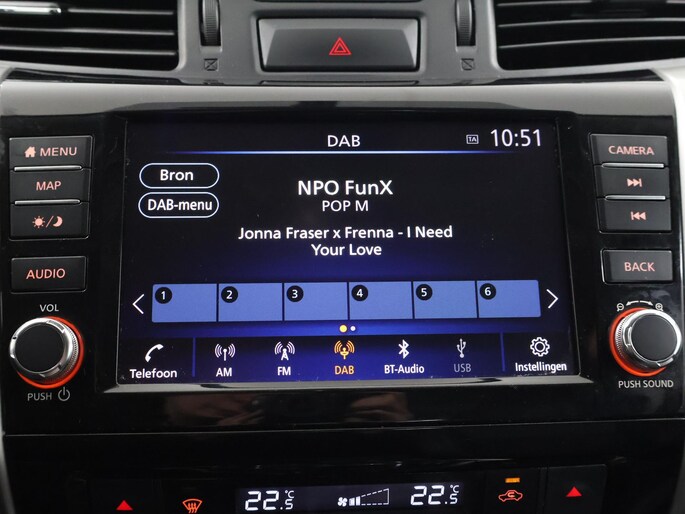 DAB
TA 10:51
MENU
MAP
AUDIO
VOL
PUSH
Bron
DAB-menu
NPO FunX
POP M
Jonna Fraser x Frenna - I Need
Your Love
1 2 3 4 5 6
Telefoon AM FM DAB BT-Audio USB Instellingen
CAMERA
BACK
PUSH SOUND
22.5°C 22.5°C